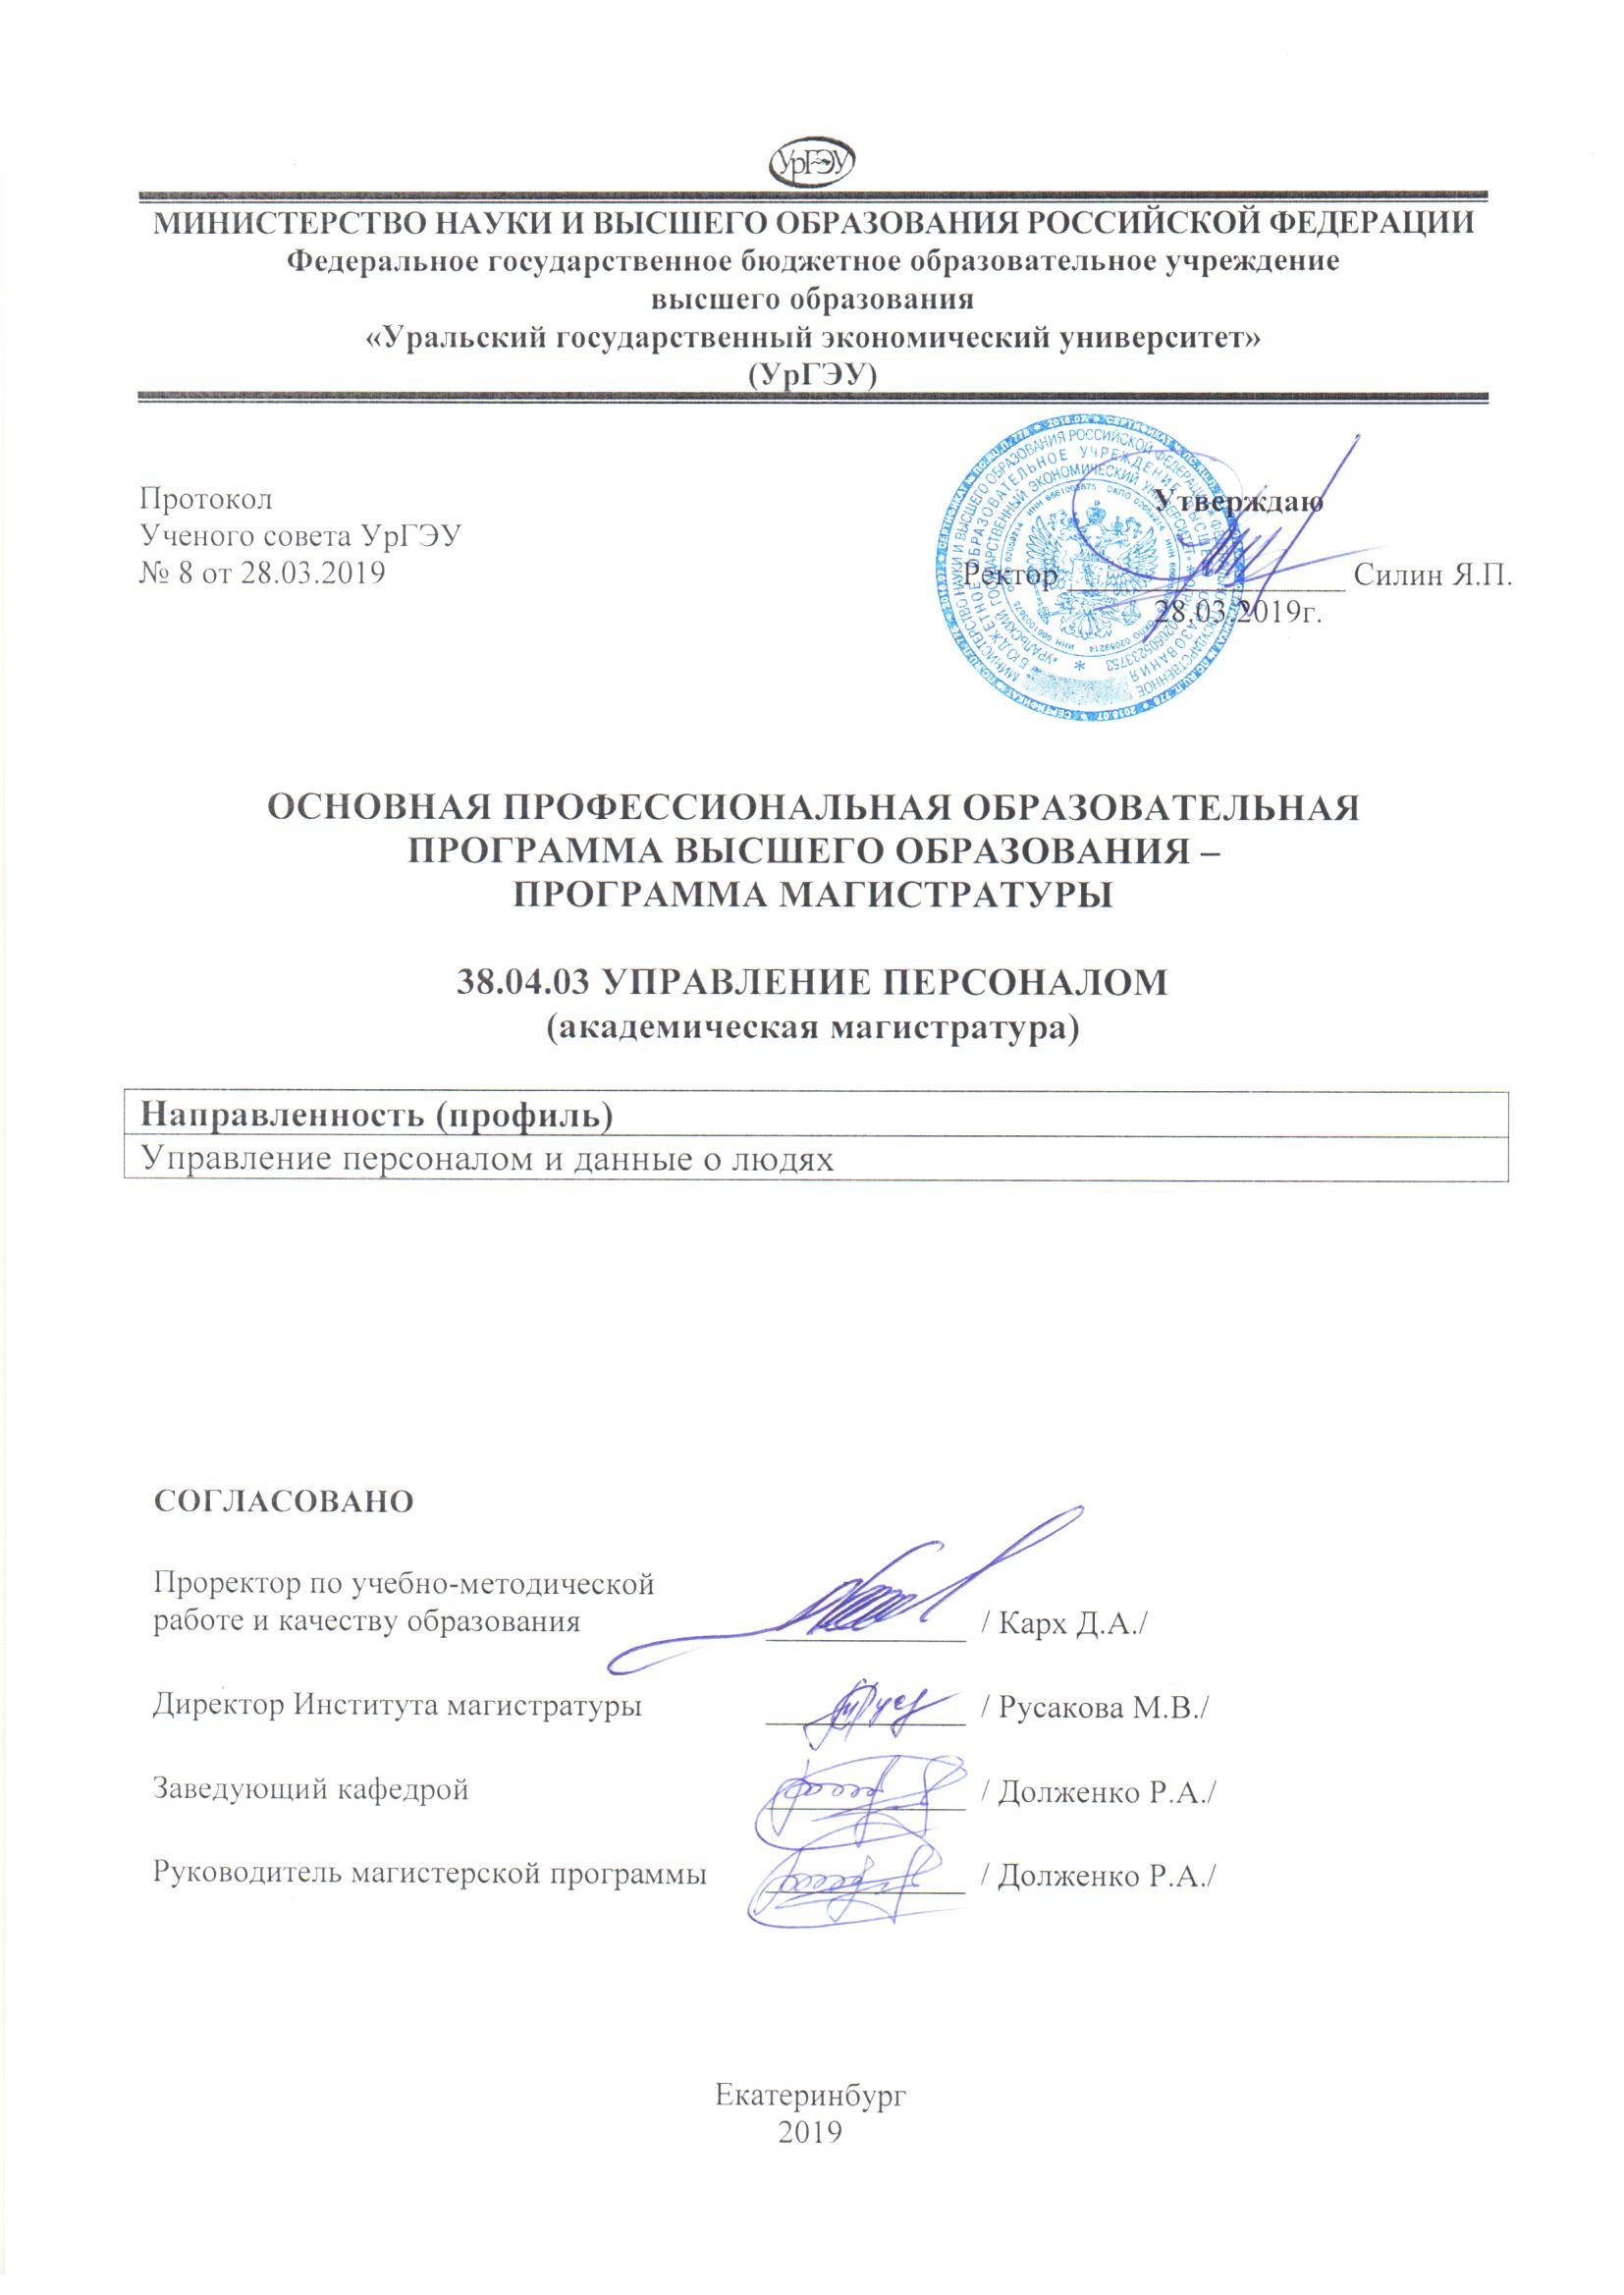 УрГЭУ
МИНИСТЕРСТВО НАУКИ И ВЫСШЕГО ОБРАЗОВАНИЯ РОССИЙСКОЙ ФЕДЕРАЦИИ
Федеральное государственное бюджетное образовательное учреждение
высшего образования
«Уральский государственный экономический университет»
(УрГЭУ)
Протокол
Ученого совета УрГЭУ
№ 8 от 28.03.2019
Утверждаю
Ректор Силин Я.П.
28.03.2019г.
ОСНОВНАЯ ПРОФЕССИОНАЛЬНАЯ ОБРАЗОВАТЕЛЬНАЯ
ПРОГРАММА ВЫСШЕГО ОБРАЗОВАНИЯ –
ПРОГРАММА МАГИСТРАТУРЫ
38.04.03 УПРАВЛЕНИЕ ПЕРСОНАЛОМ
(академическая магистратура)
Направленность (профиль)
Управление персоналом и данные о людях
СОГЛАСОВАНО
Проректор по учебно-методической
работе и качеству образования / Карх Д.А./
Директор Института магистратуры / Русакова М.В./
Заведующий кафедрой / Долженко Р.А./
Руководитель магистерской программы / Долженко Р.А./
Екатеринбург
2019